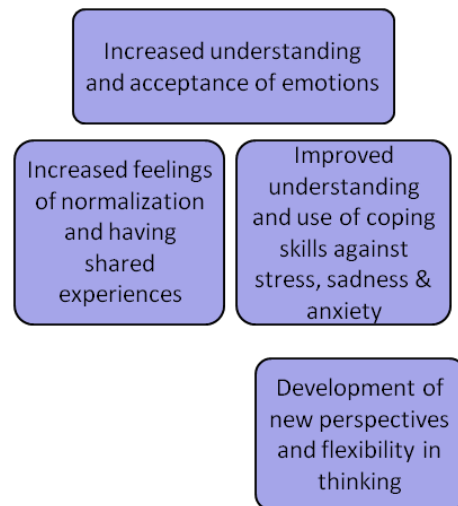 Increased understanding
and acceptance of emotions
Increased feelings
of normalization
and having
shared
experiences
Improved
understanding
and use of coping
skills against
stress, sadness &
anxiety
Development of
new perspectives
and flexibility in
thinking